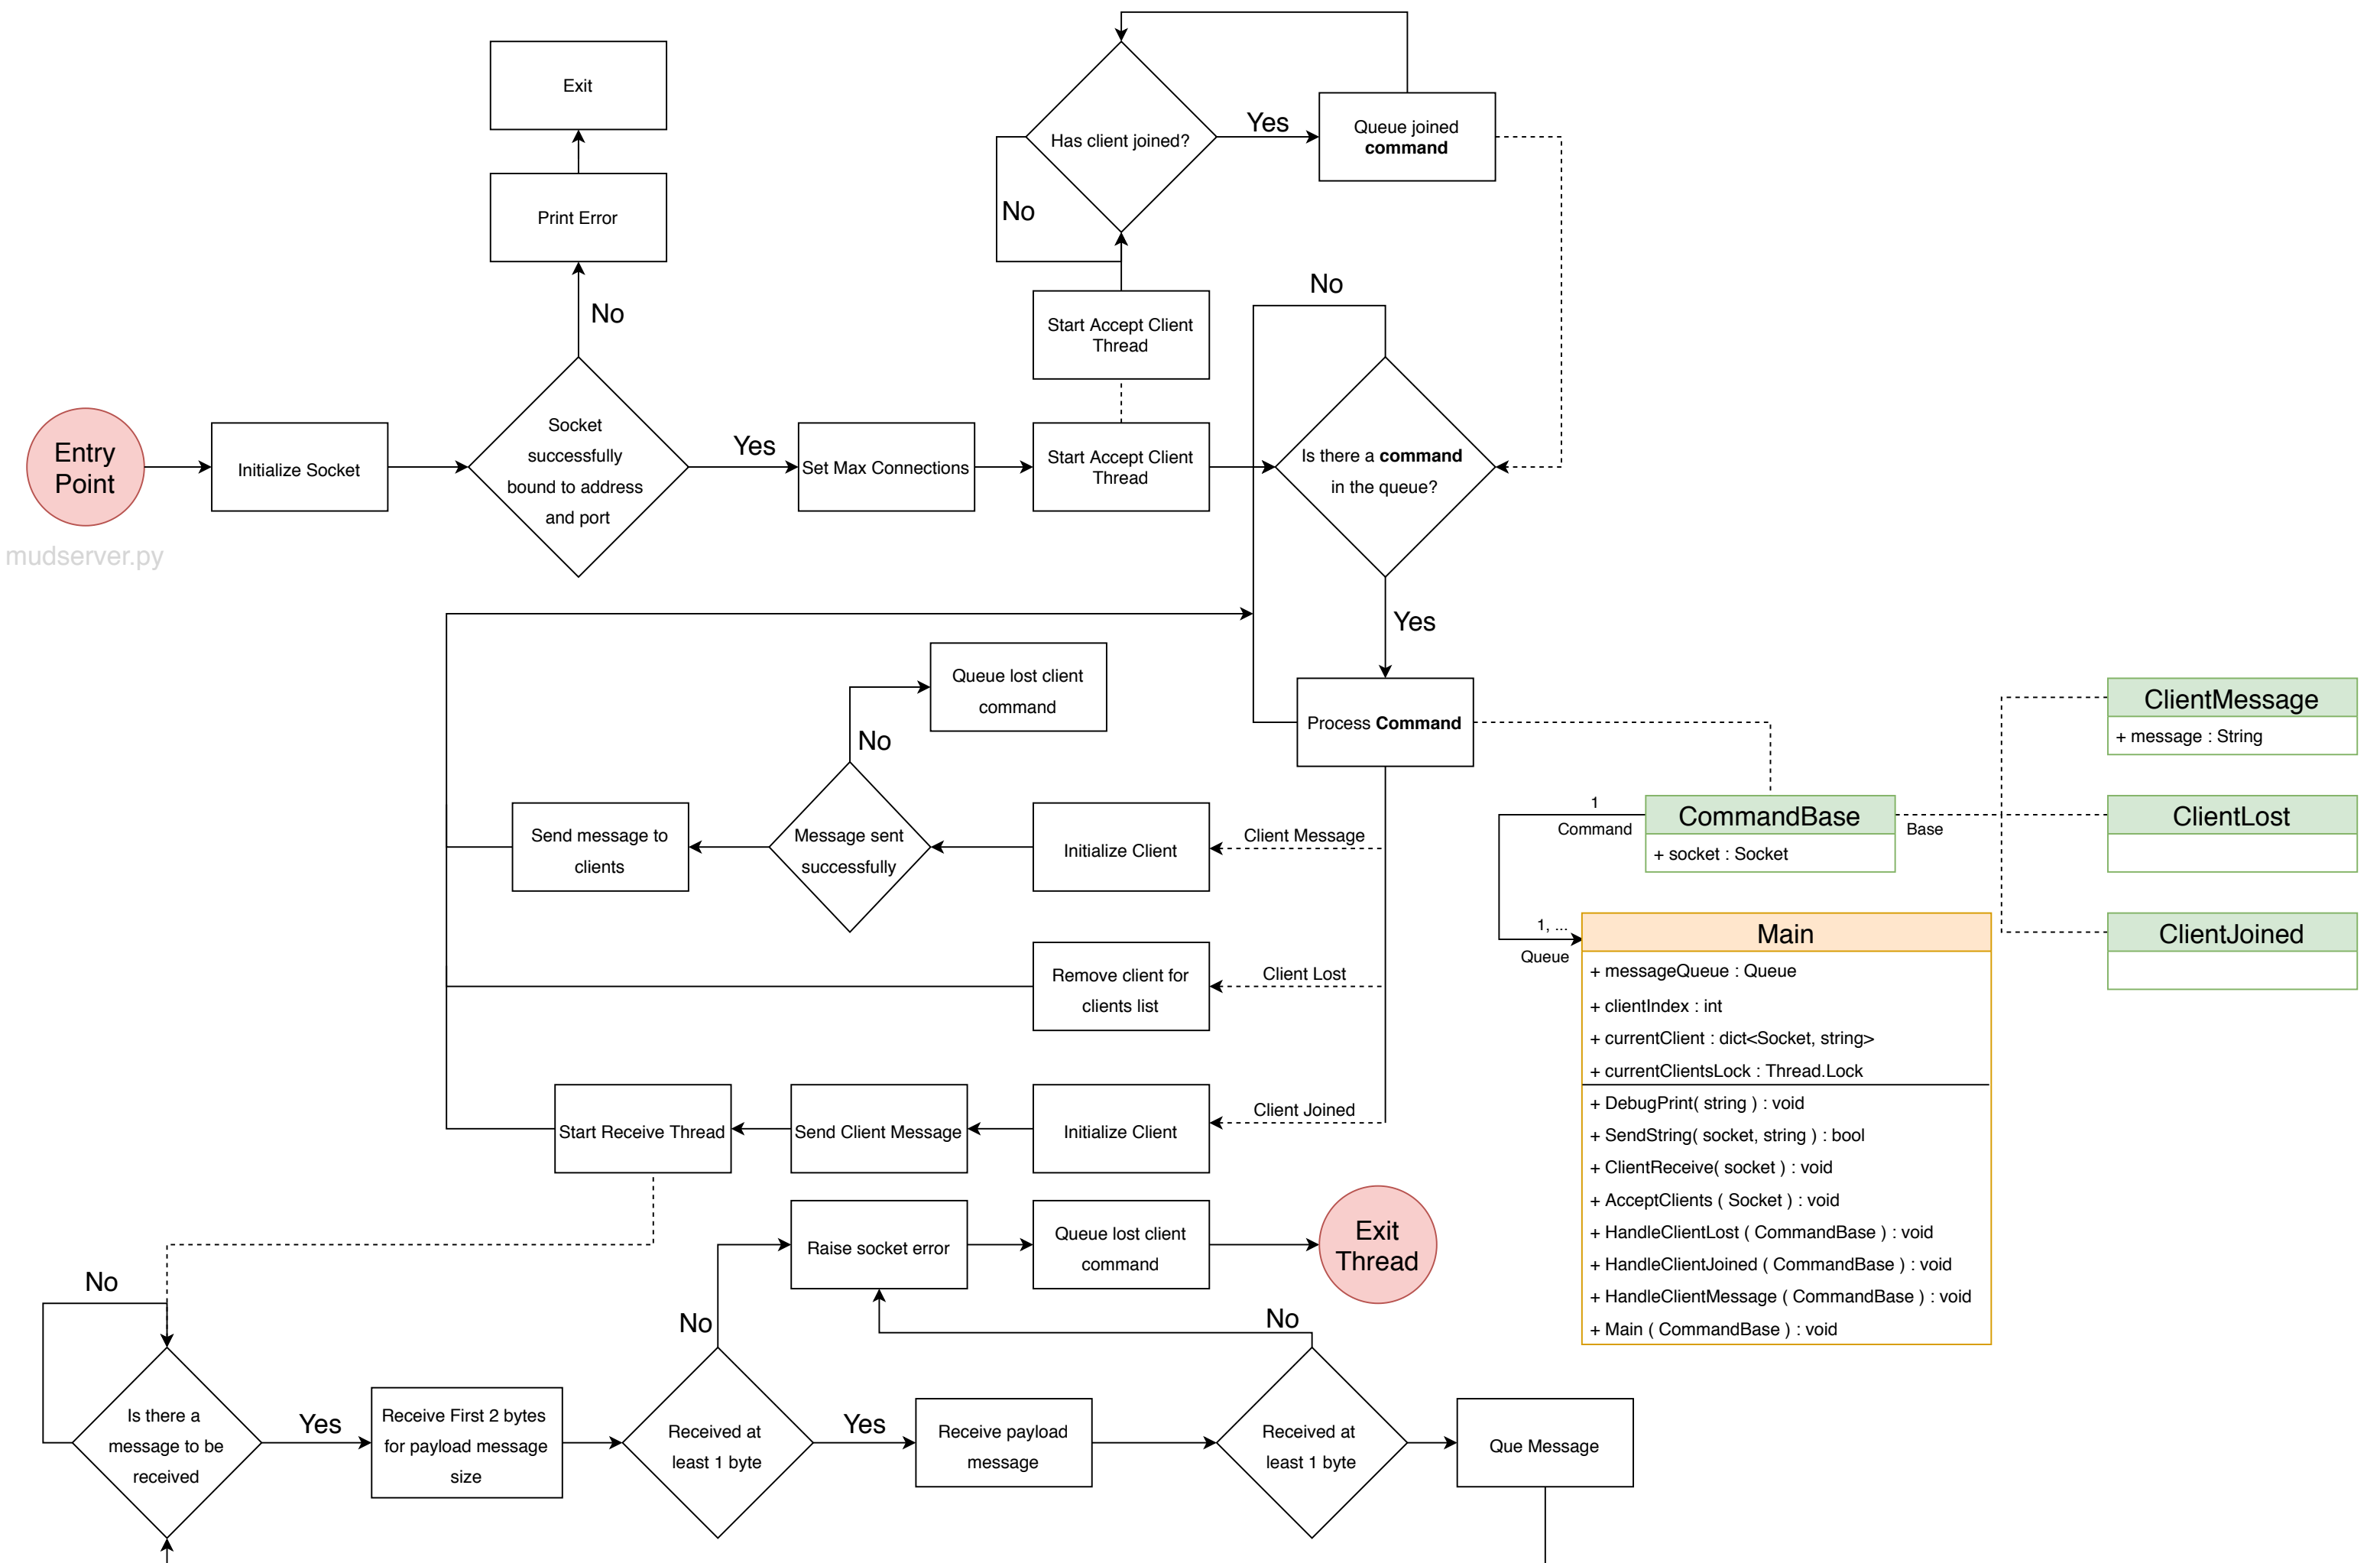 Exit
Print Error
No
Has client joined?
Yes
Queue joined
command
No
Start Accept Client
Thread
No
Entry
Point
mudserver.py
Initialize Socket
Socket
successfully
bound to address
and port
Yes
Set Max Connections
Start Accept Client
Thread
Is there a command
in the queue?
Yes
Process Command
Queue lost client
command
No
Send message to
clients
Message sent
successfully
Initialize Client
Client Message
Remove client for
clients list
Client Lost
Start Receive Thread
Send Client Message
Initialize Client
Client Joined
1
Command
CommandBase
+ socket : Socket
Base
ClientMessage
+ message : String
ClientLost
ClientJoined
1, ...
Queue
Main
+ messageQueue : Queue
+ clientIndex : int
+ currentClient : dict<Socket, string>
+ currentClientsLock : Thread.Lock
+ DebugPrint( string ) : void
+ SendString( socket, string ) : bool
+ ClientReceive( socket ) : void
+ AcceptClients ( Socket ) : void
+ HandleClientLost ( CommandBase ) : void
+ HandleClientJoined ( CommandBase ) : void
+ HandleClientMessage ( CommandBase ) : void
+ Main ( CommandBase ) : void
Raise socket error
Queue lost client
command
Exit
Thread
No
No
No
Is there a
message to be
received
Yes
Receive First 2 bytes
for payload message
size
Received at
least 1 byte
Yes
Receive payload
message
Received at
least 1 byte
Que Message